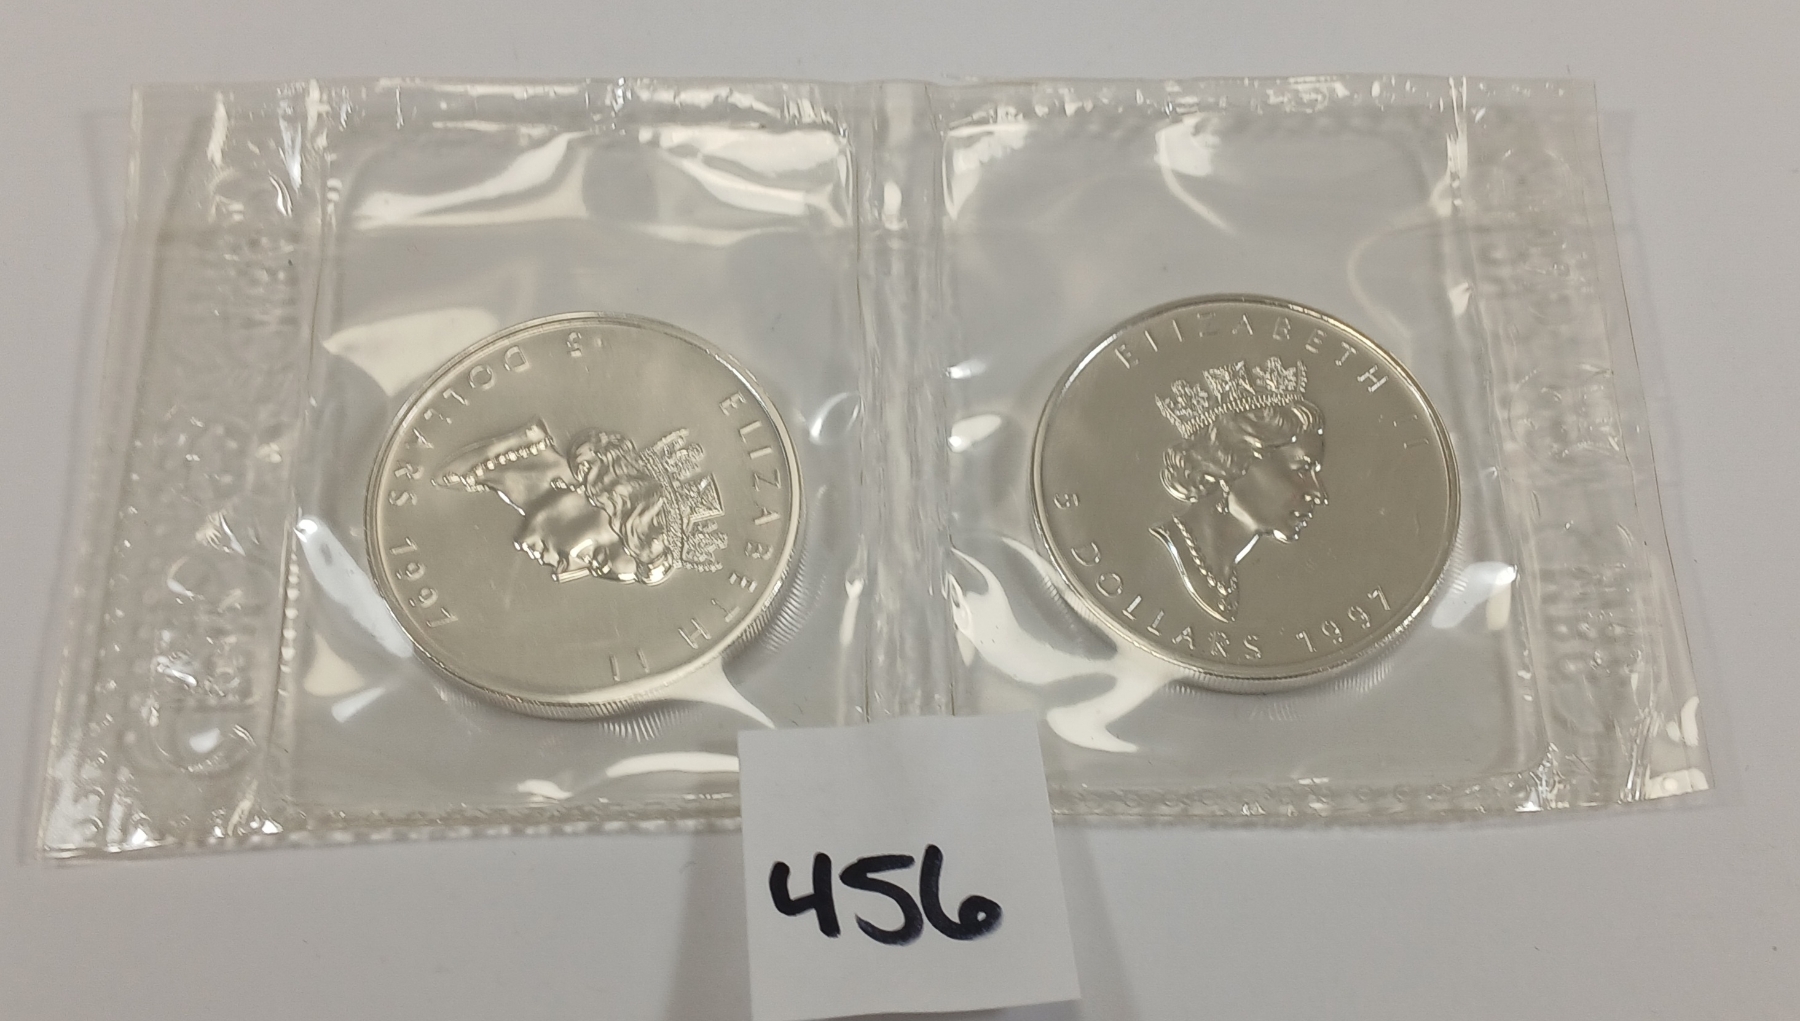 ELIZABETH II
5 DOLLARS 1997
ELIZABETH II
5 DOLLARS 1997
456